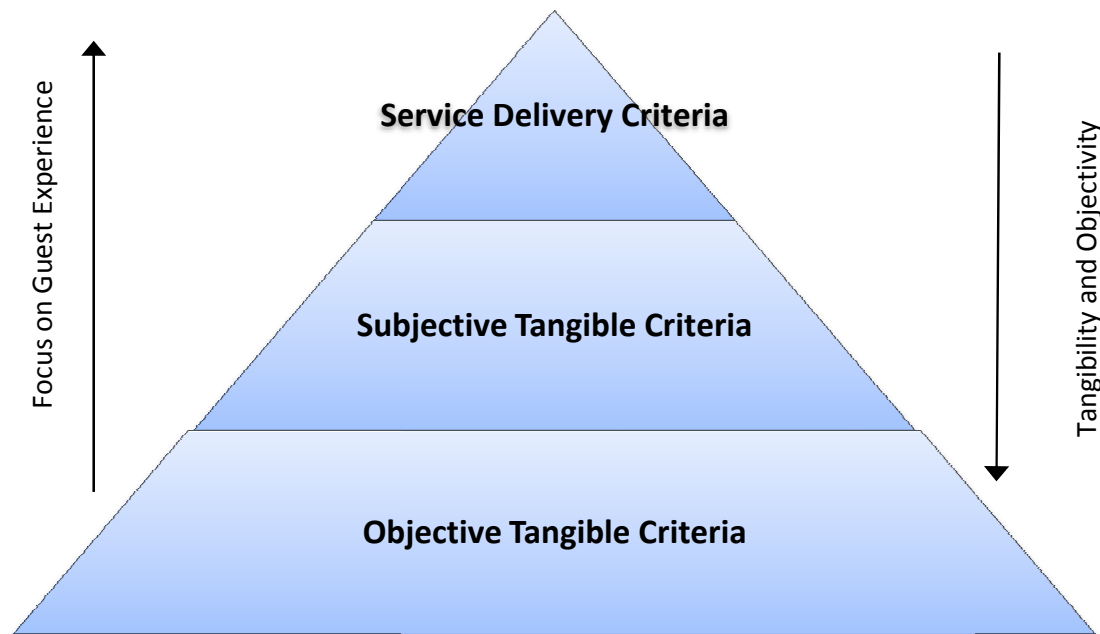 Service Delivery Criteria
Focus on Guest Experience
Tangibility and Objectivity
Subjective Tangible Criteria
Objective Tangible Criteria